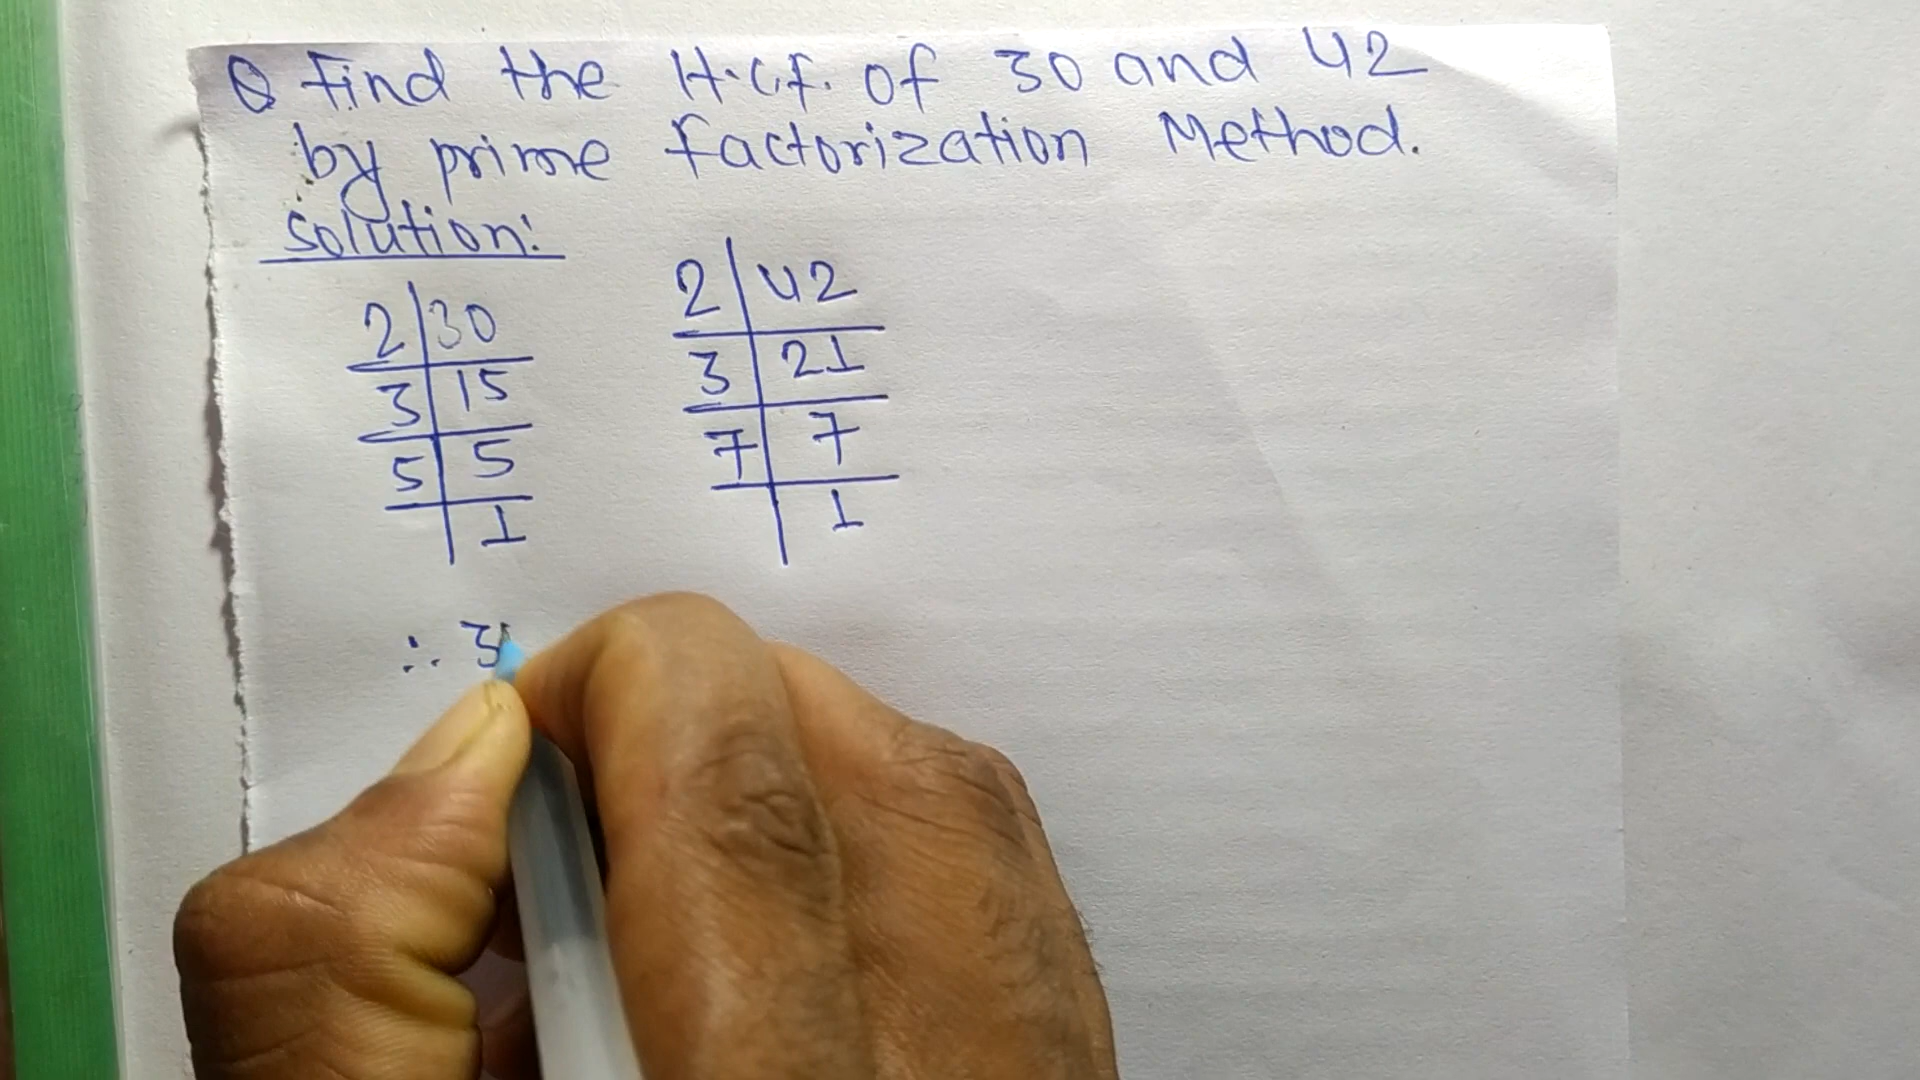 Q Find the H.C.F. of 30 and 42
by prime factorization Method.
Solution:
2 | 30
3 | 15
5 | 5
1
2 | 42
3 | 21
7 | 7
1
∴ 3